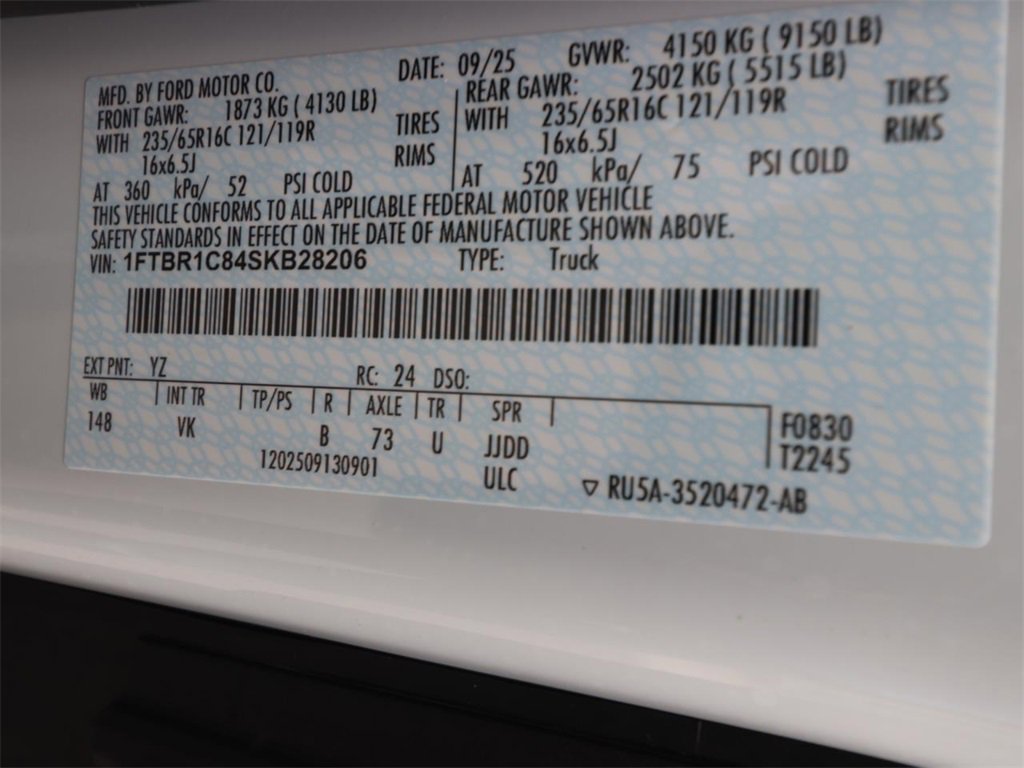 MFD. BY FORD MOTOR CO. DATE: 09/25 GVWR: 4150 KG ( 9150 LB)
FRONT GAWR: 1873 KG ( 4130 LB) REAR GAWR: 2502 KG ( 5515 LB)
WITH 235/65R16C 121/119R TIRES WITH 235/65R16C 121/119R TIRES
16x6.5J RIMS 16x6.5J RIMS
AT 360 kPa/ 52 PSI COLD AT 520 kPa/ 75 PSI COLD
THIS VEHICLE CONFORMS TO ALL APPLICABLE FEDERAL MOTOR VEHICLE
SAFETY STANDARDS IN EFFECT ON THE DATE OF MANUFACTURE SHOWN ABOVE.
VIN: 1FTBR1C84SKB28206 TYPE: Truck
EXT PNT: YZ RC: 24 DSO:
WB INT TR TP/PS R AXLE TR SPR F0830
148 VK B 73 U JJDD T2245
1202509130901 ULC ▽ RU5A-3520472-AB